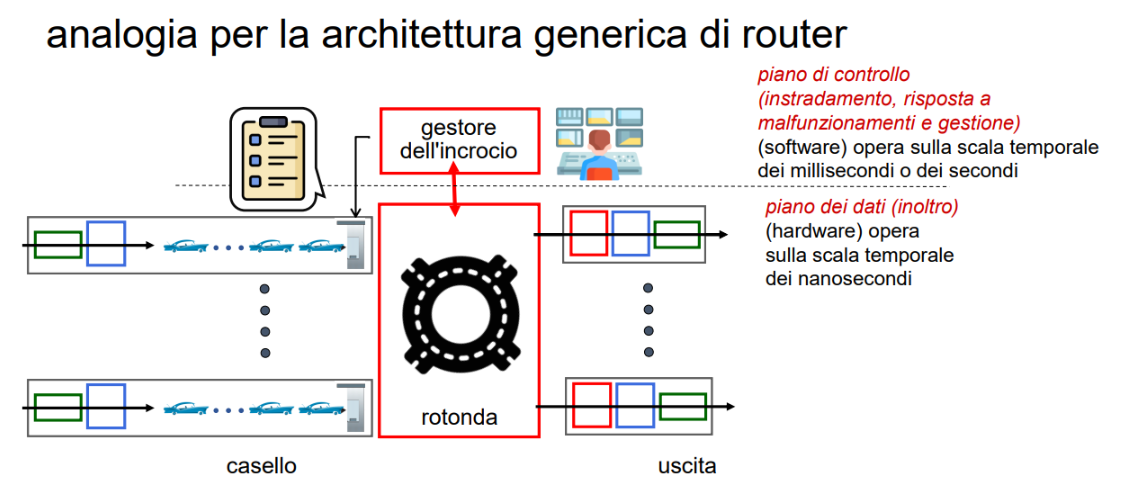 analogia per la architettura generica di router
piano di controllo
(instradamento, risposta a
malfunzionamenti e gestione)
(software) opera sulla scala temporale
dei millisecondi o dei secondi
gestore
dell'incrocio
piano dei dati (inoltro)
(hardware) opera
sulla scala temporale
dei nanosecondi
rotonda
casello
uscita